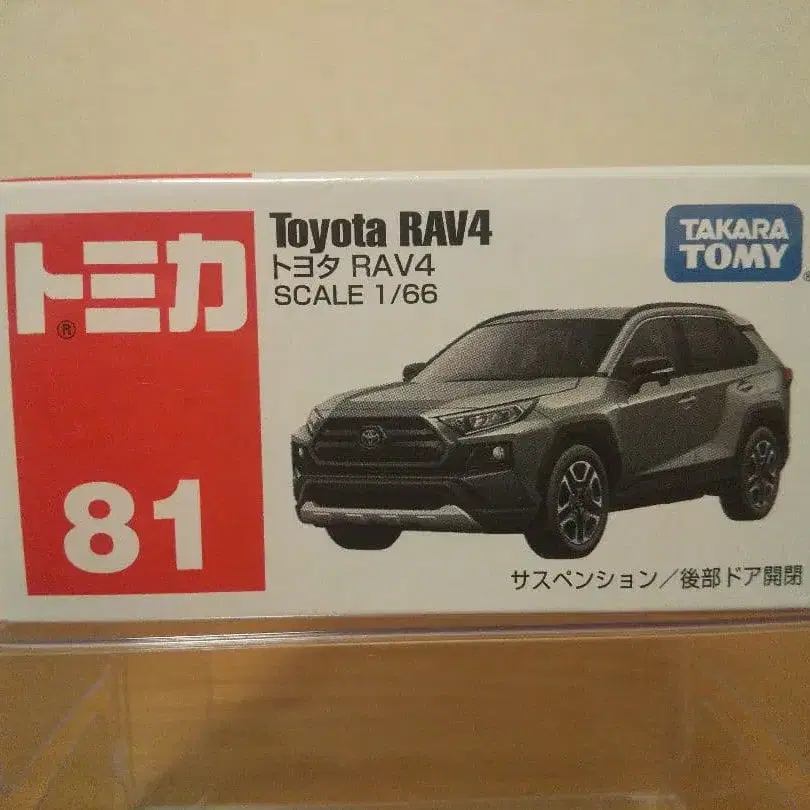 トミカ
®
81
Toyota RAV4
トヨタ RAV4
SCALE 1/66
TAKARA
TOMY
®
サスペンション／後部ドア開閉